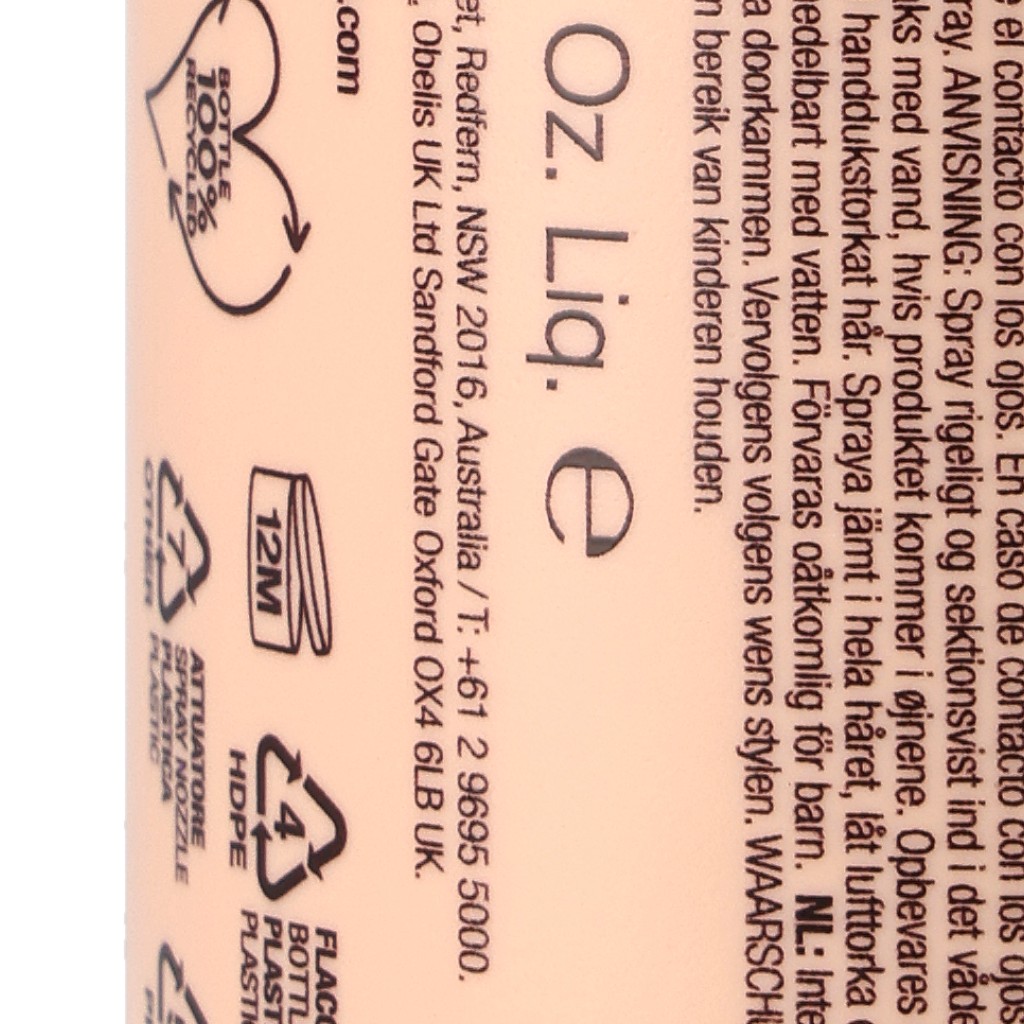 el contacto con los ojos. En caso de contacto con los ojos
ray. ANVISNING: Spray rigeligt og sektionsvist ind i det våde
ks med vand, hvis produktet kommer i øjnene. Opbevares
handdukstorkat hår. Spraya jämt i hela håret, låt lufttorka
edelbart med vatten. Förvaras oåtkomlig för barn. NL: Inte
a doorkammen. Vervolgens volgens wens stylen. WAARSCHU
n bereik van kinderen houden.
Oz. Liq. e
et, Redfern, NSW 2016, Australia / T: +61 2 9695 5000.
Obelis UK Ltd Sandford Gate Oxford OX4 6LB UK.
.com
BOTTLE
100%
RECYCLED
12M
4
HDPE
FLAC
BOTTL
PLAST
PLASTI
7
OTHER
ATTUATORE
SPRAY NOZZLE
PLASTICA
PLASTIC